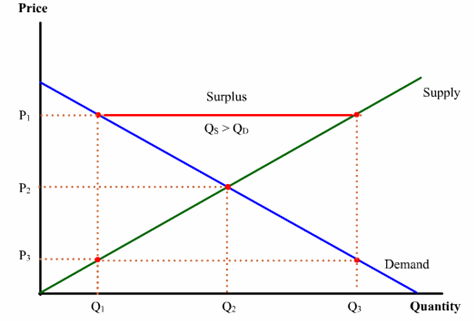 Price
Surplus
Supply
P₁
Qs > QD
P₂
P₃
Demand
Q₁
Q₂
Q₃
Quantity